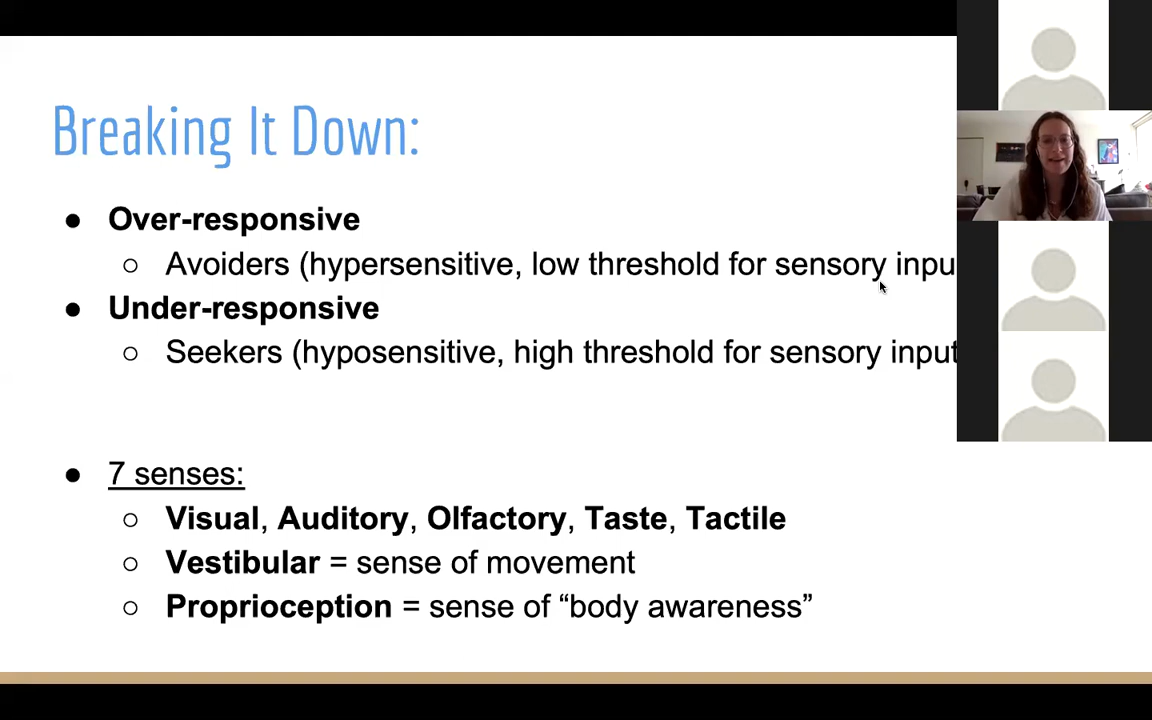 Breaking It Down:
● Over-responsive
○ Avoiders (hypersensitive, low threshold for sensory inpu
● Under-responsive
○ Seekers (hyposensitive, high threshold for sensory input
● 7 senses:
○ Visual, Auditory, Olfactory, Taste, Tactile
○ Vestibular = sense of movement
○ Proprioception = sense of “body awareness”